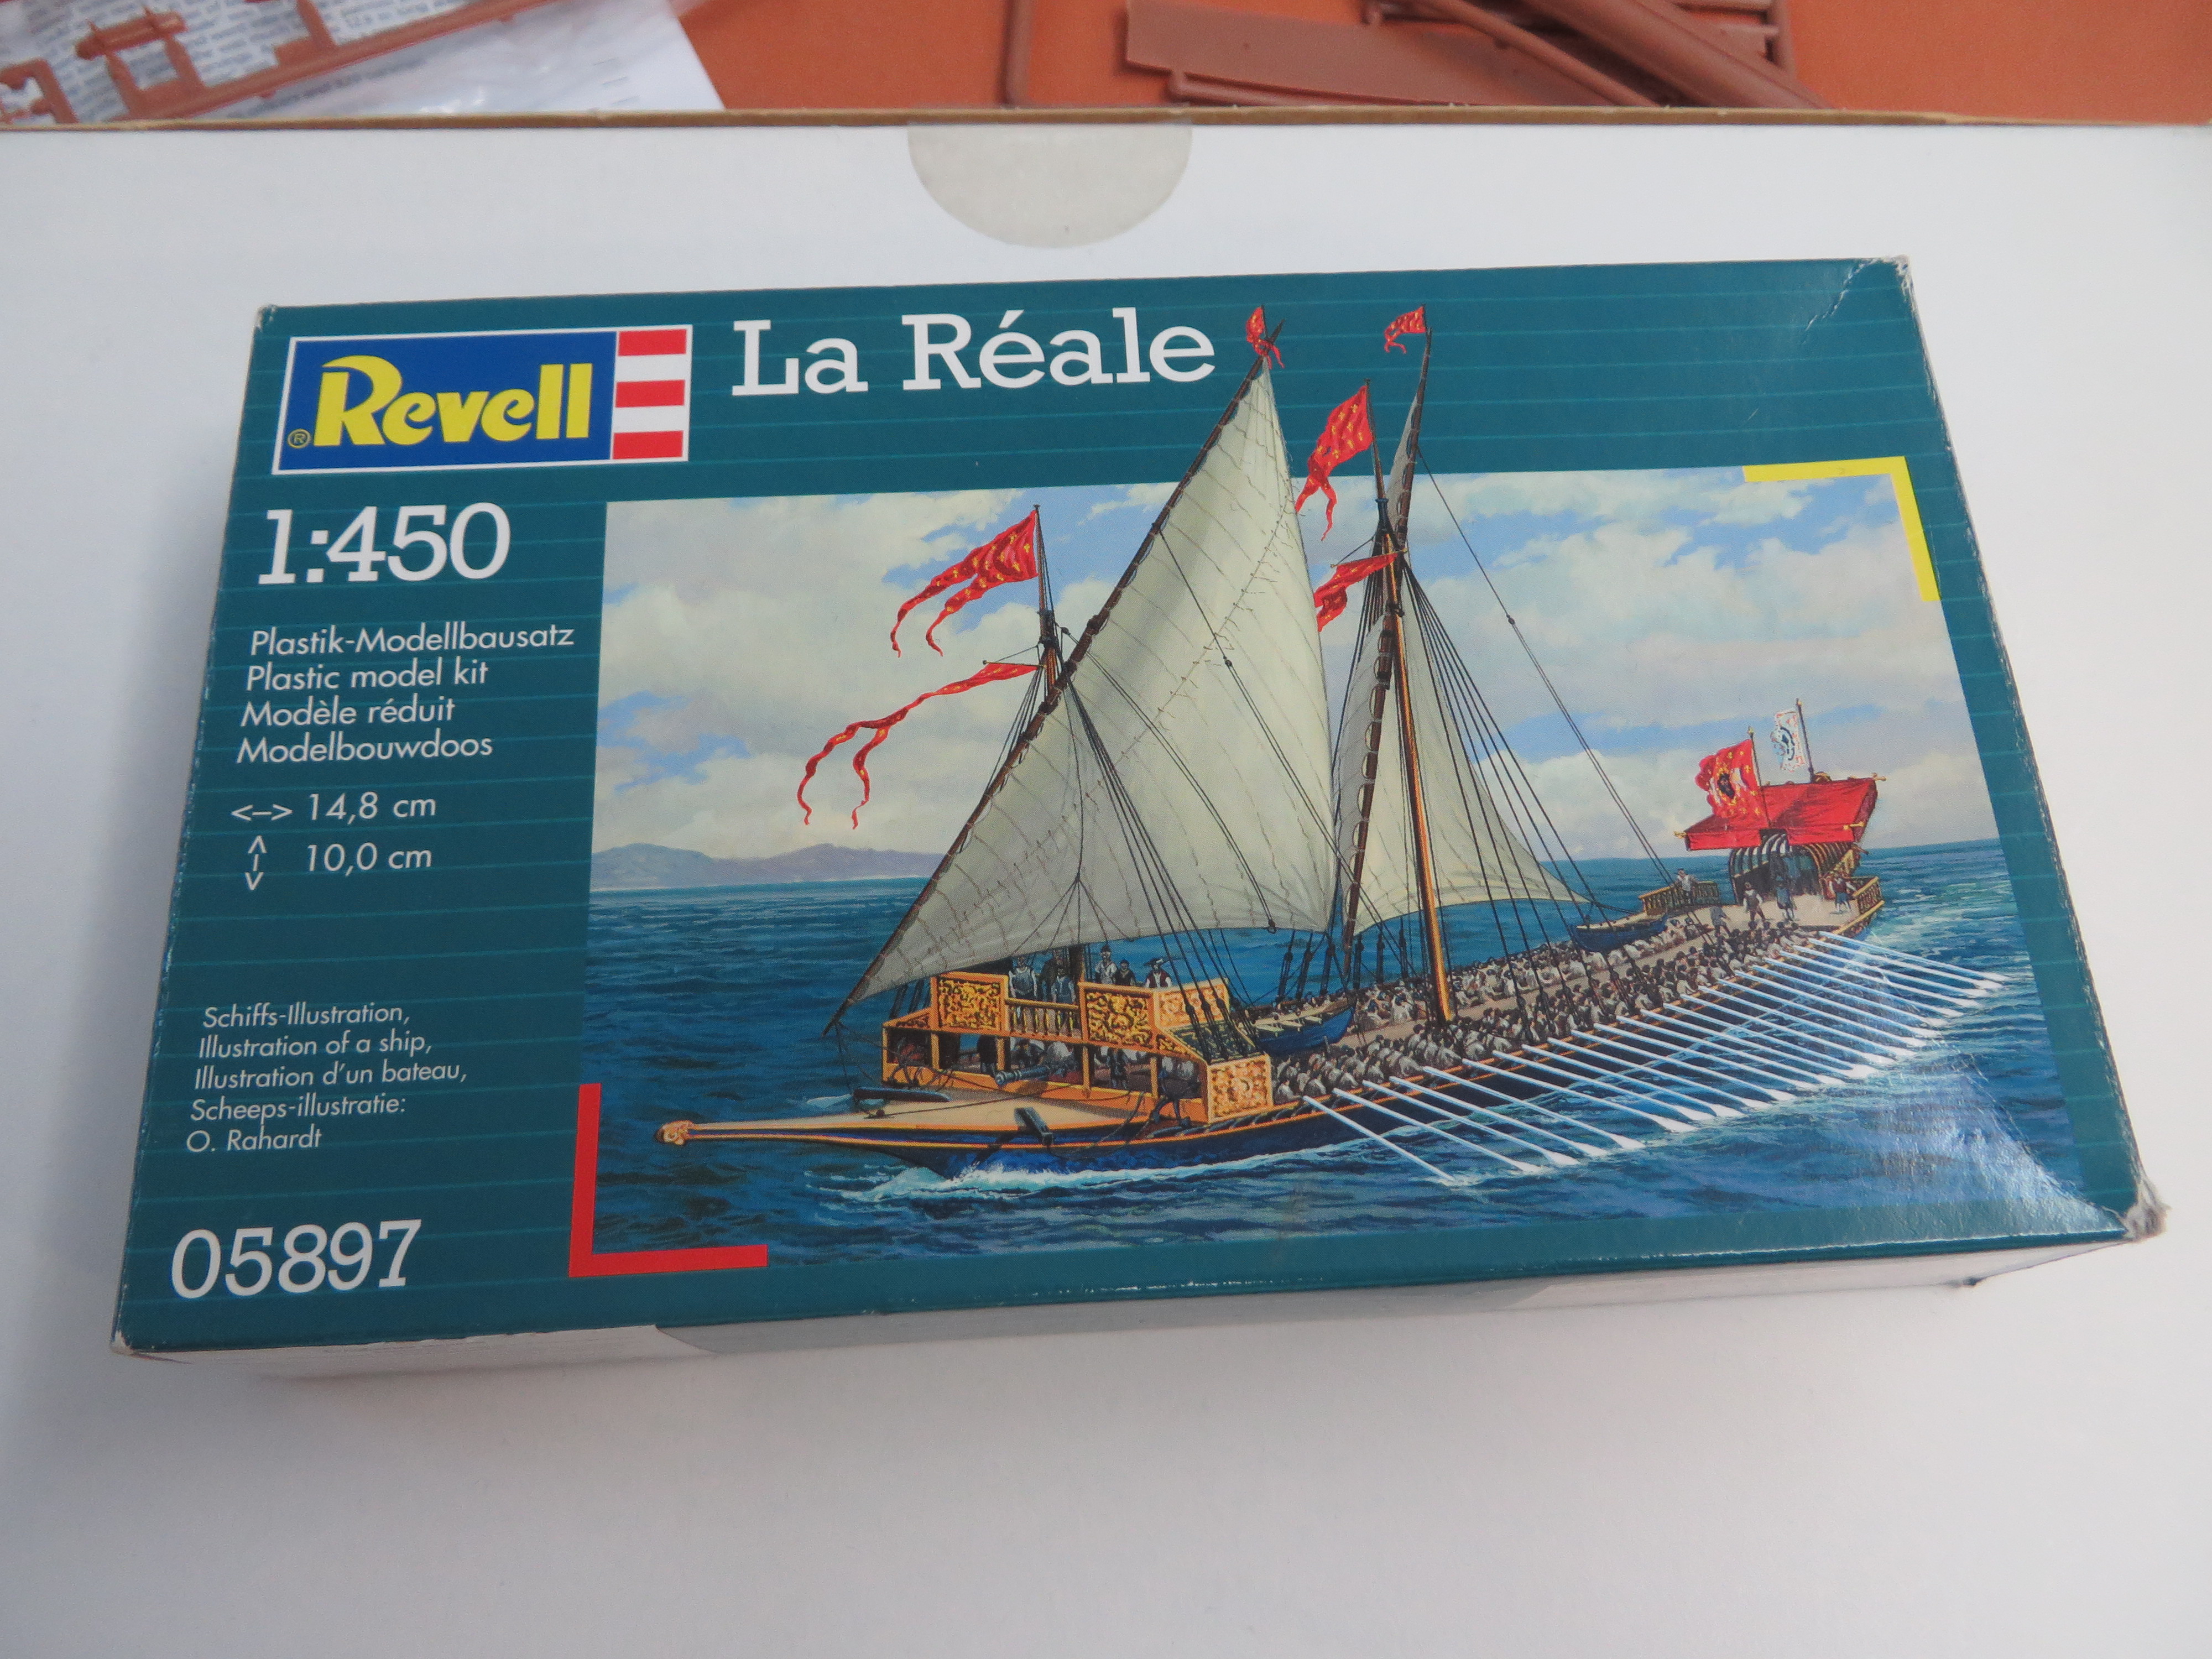 Revell
®
La Réale
1:450
Plastik-Modellbausatz
Plastic model kit
Modèle réduit
Modelbouwdoos
<-> 14,8 cm
10,0 cm
Schiffs-Illustration,
Illustration of a ship,
Illustration d'un bateau,
Scheeps-illustratie:
O. Rahardt
05897